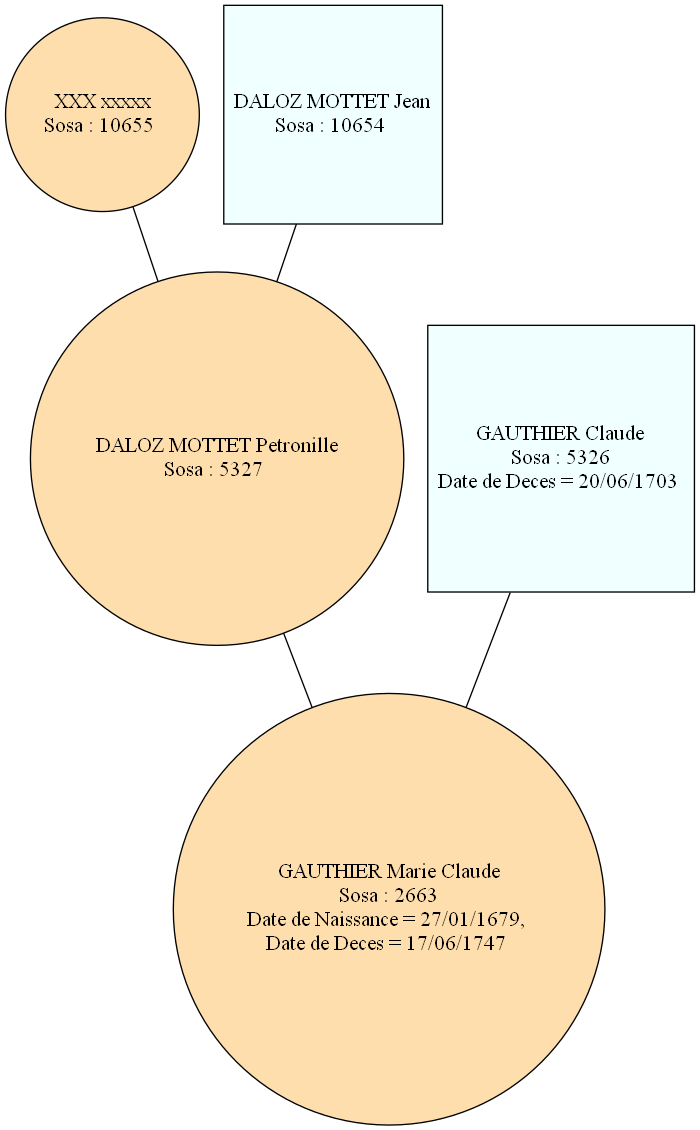 XXX xxxxx
Sosa : 10655
DALOZ MOTTET Jean
Sosa : 10654
DALOZ MOTTET Petronille
Sosa : 5327
GAUTHIER Claude
Sosa : 5326
Date de Deces = 20/06/1703
GAUTHIER Marie Claude
Sosa : 2663
Date de Naissance = 27/01/1679,
Date de Deces = 17/06/1747